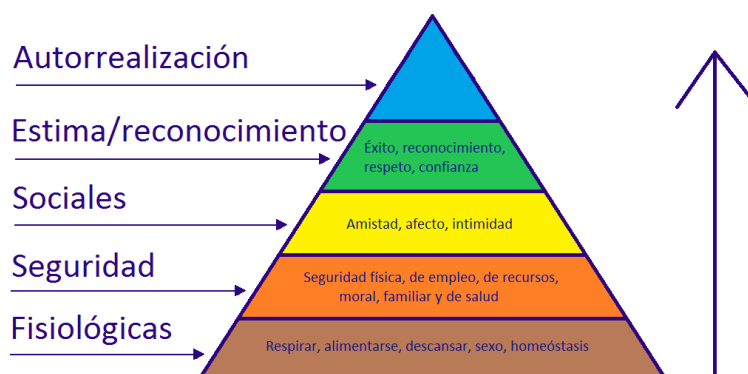 Autorrealización
Estima/reconocimiento
Éxito, reconocimiento,
respeto, confianza
Sociales
Amistad, afecto, intimidad
Seguridad
Seguridad física, de empleo, de recursos,
moral, familiar y de salud
Fisiológicas
Respirar, alimentarse, descansar, sexo, homeóstasis